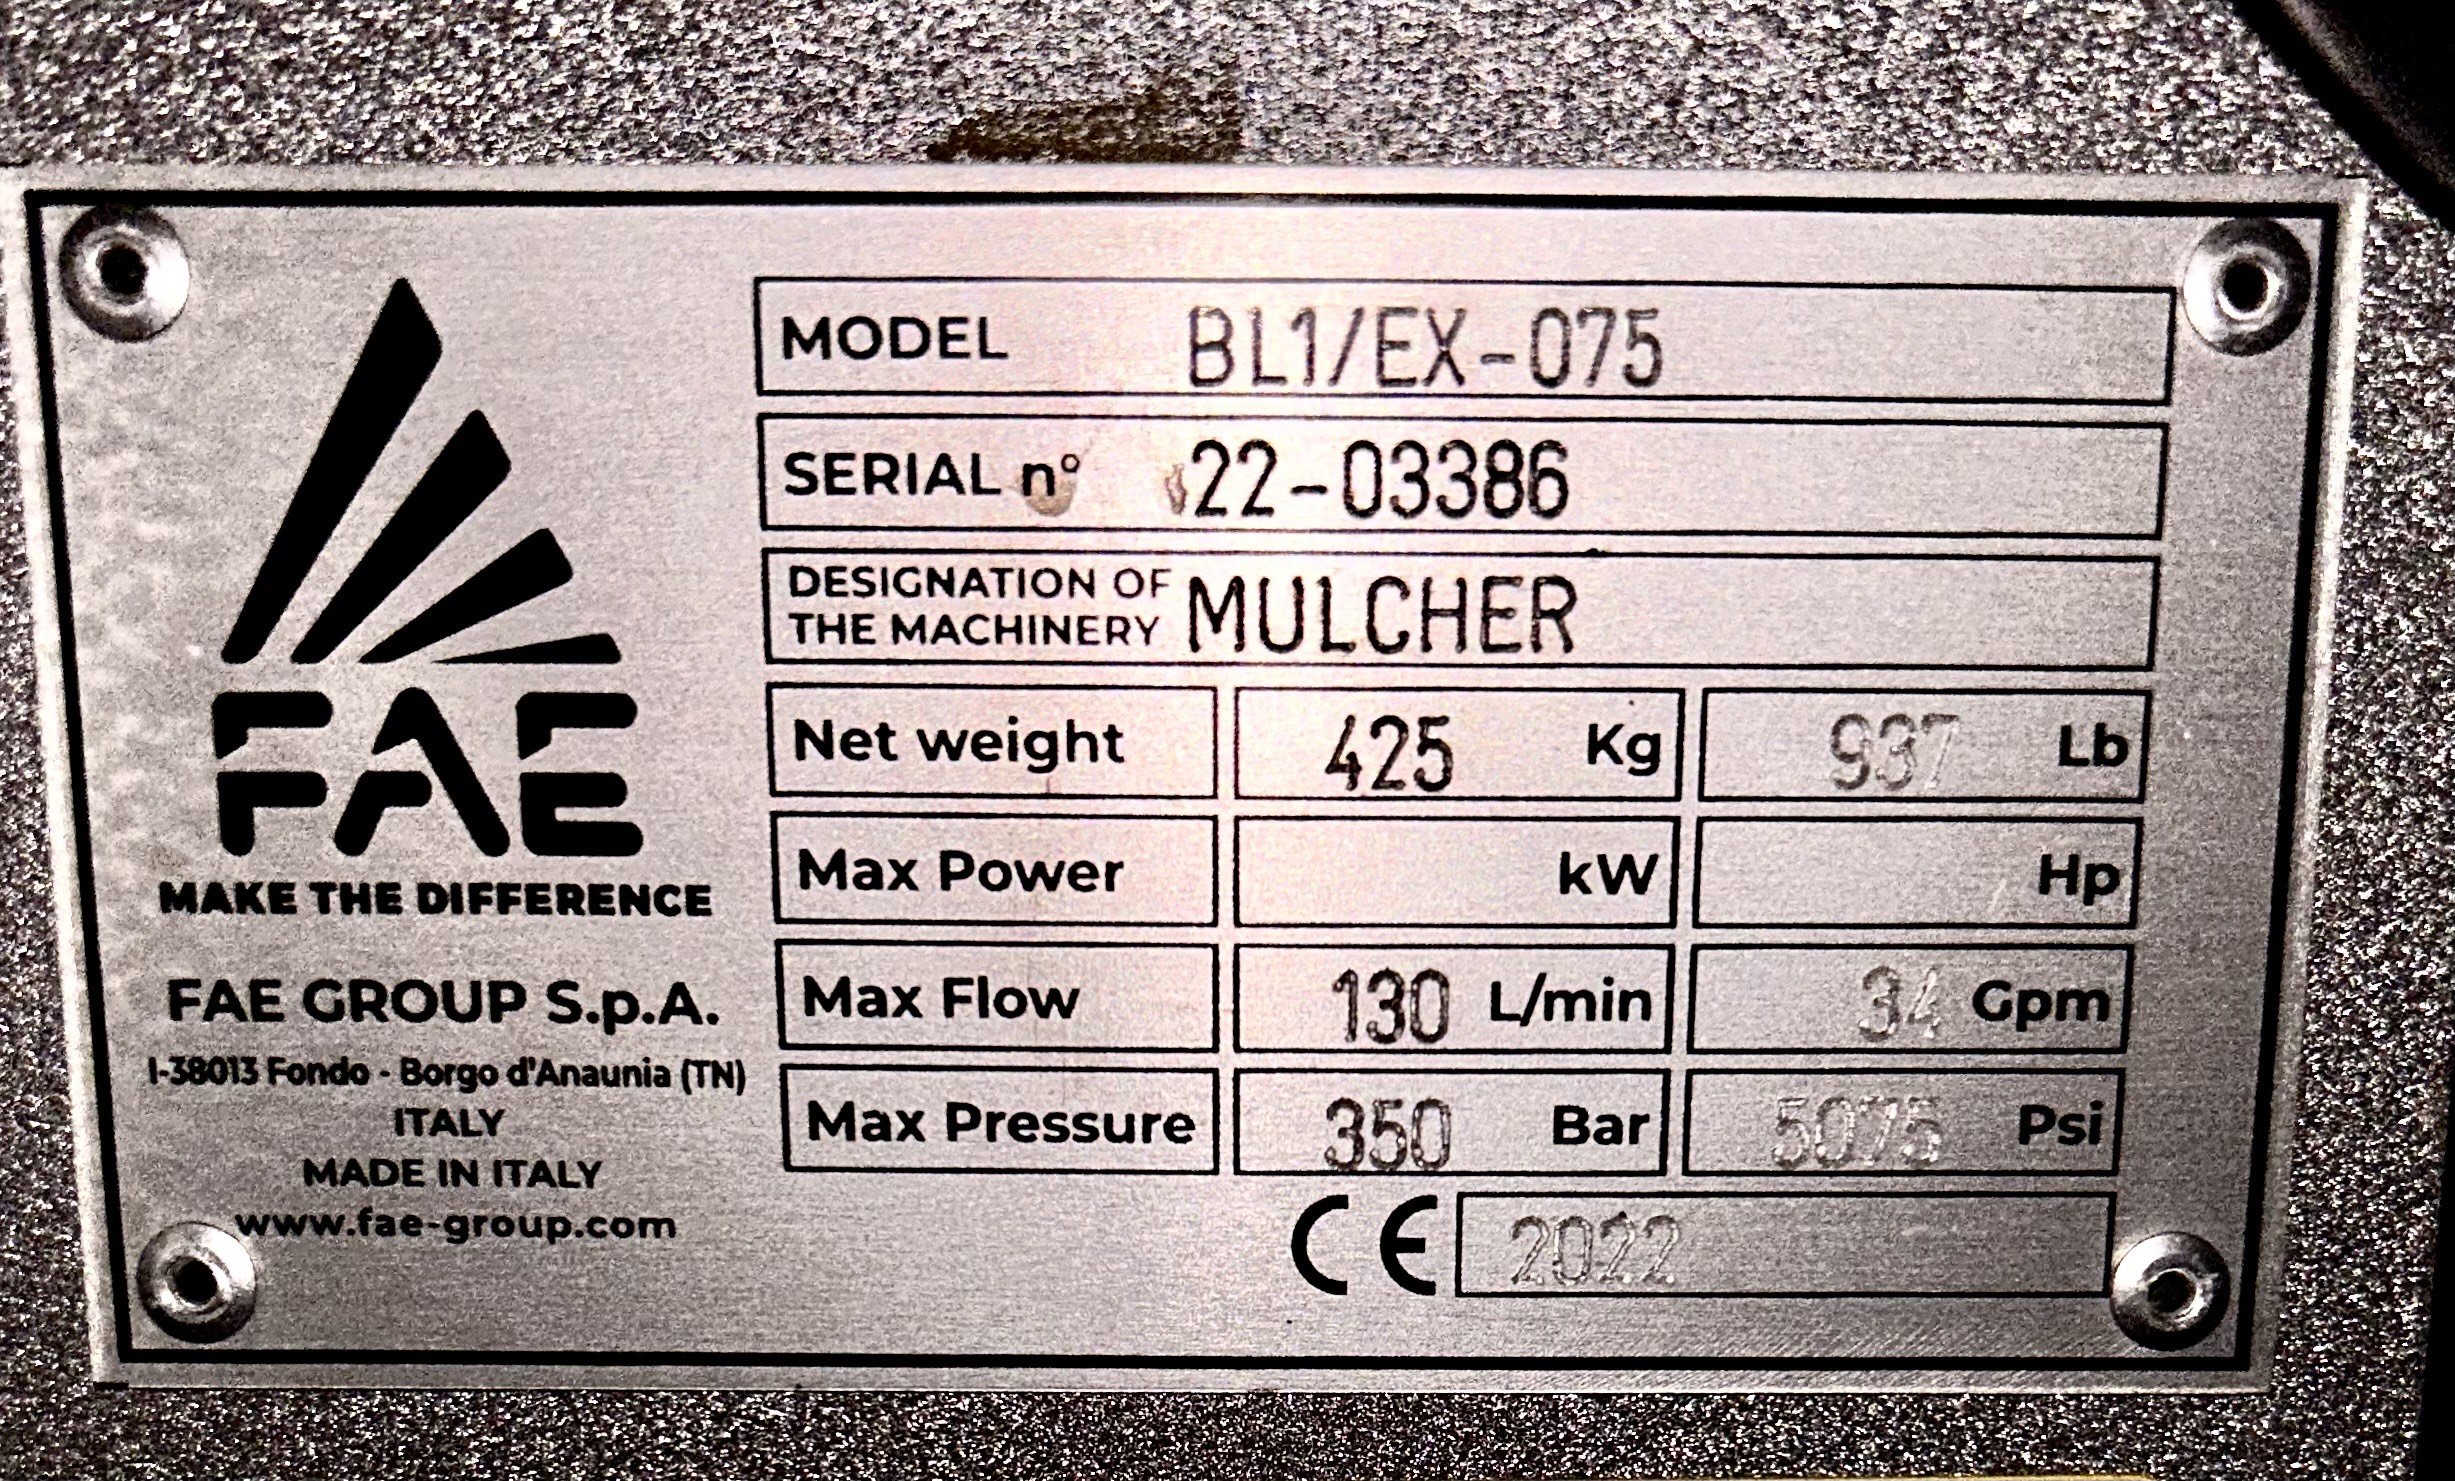 MODEL BL1/EX-075
SERIAL n° 22-03386
DESIGNATION OF
THE MACHINERY MULCHER
Net weight 425 Kg 937 Lb
Max Power kW Hp
Max Flow 130 L/min 34 Gpm
Max Pressure 350 Bar 5075 Psi
CE 2022
FAE
MAKE THE DIFFERENCE
FAE GROUP S.p.A.
I-38013 Fondo - Borgo d'Anaunia (TN)
ITALY
MADE IN ITALY
www.fae-group.com